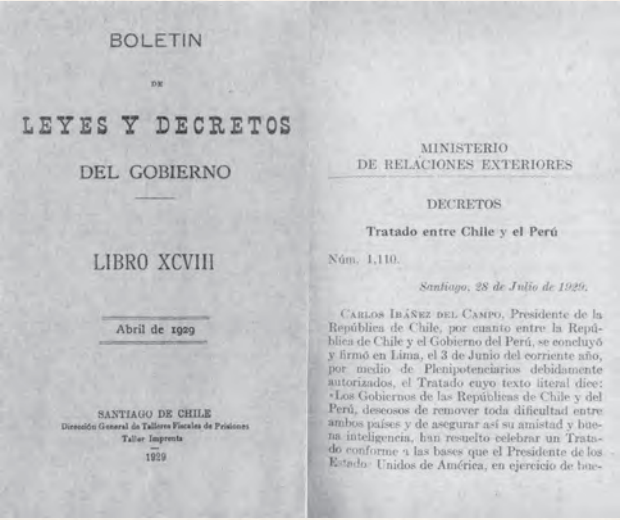 BOLETIN
DE
LEYES Y DECRETOS
DEL GOBIERNO
LIBRO XCVIII
Abril de 1929
SANTIAGO DE CHILE
Dirección General de Talleres Fiscales de Prisiones
Taller Imprenta
1929
MINISTERIO
DE RELACIONES EXTERIORES
DECRETOS
Tratado entre Chile y el Perú
Núm. 1,110.
Santiago, 28 de Julio de 1929.
CARLOS IBÁÑEZ DEL CAMPO, Presidente de la
República de Chile, por cuanto entre la Repú-
blica de Chile y el Gobierno del Perú, se concluyó
y firmó en Lima, el 3 de Junio del corriente año,
por medio de Plenipotenciarios debidamente
autorizados, el Tratado cuyo texto literal dice:
«Los Gobiernos de las Repúblicas de Chile y del
Perú, deseosos de remover toda dificultad entre
ambos países y de asegurar así su amistad y bue-
na inteligencia, han resuelto celebrar un Trata-
do conforme a las bases que el Presidente de los
Estado Unidos de América, en ejercicio de bue-